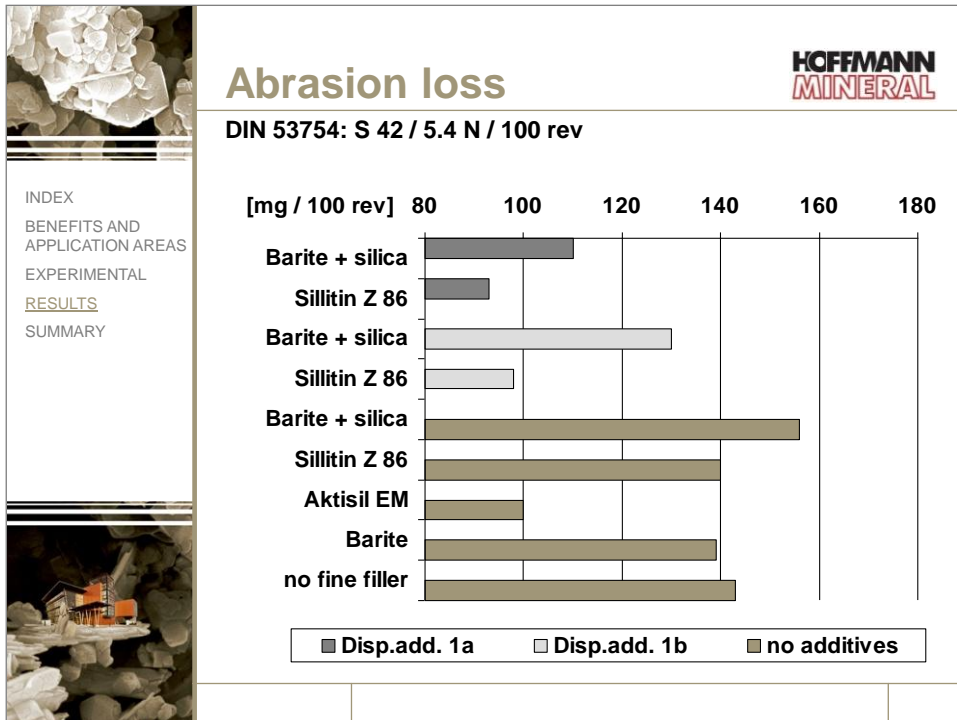 Abrasion loss
HOFFMANN
MINERAL
DIN 53754: S 42 / 5.4 N / 100 rev
INDEX
BENEFITS AND
APPLICATION AREAS
EXPERIMENTAL
RESULTS
SUMMARY
[mg / 100 rev] 80 100 120 140 160 180
Barite + silica
Sillitin Z 86
Barite + silica
Sillitin Z 86
Barite + silica
Sillitin Z 86
Aktisil EM
Barite
no fine filler
Disp.add. 1a Disp.add. 1b no additives